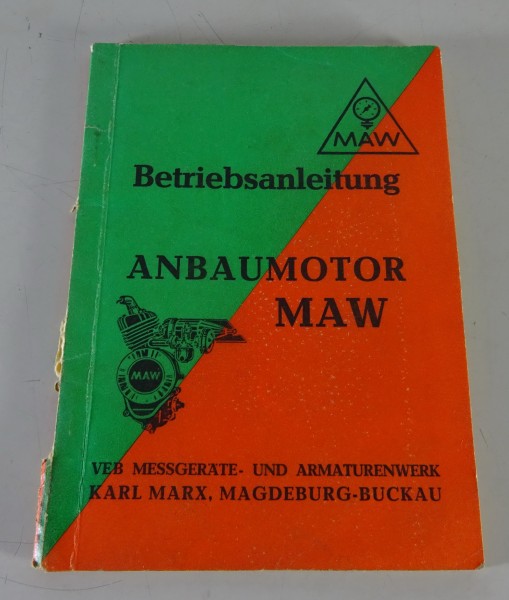 MAW
Betriebsanleitung
ANBAUMOTOR
MAW
MAW
VEB MESSGERÄTE- UND ARMATURENWERK
KARL MARX, MAGDEBURG-BUCKAU